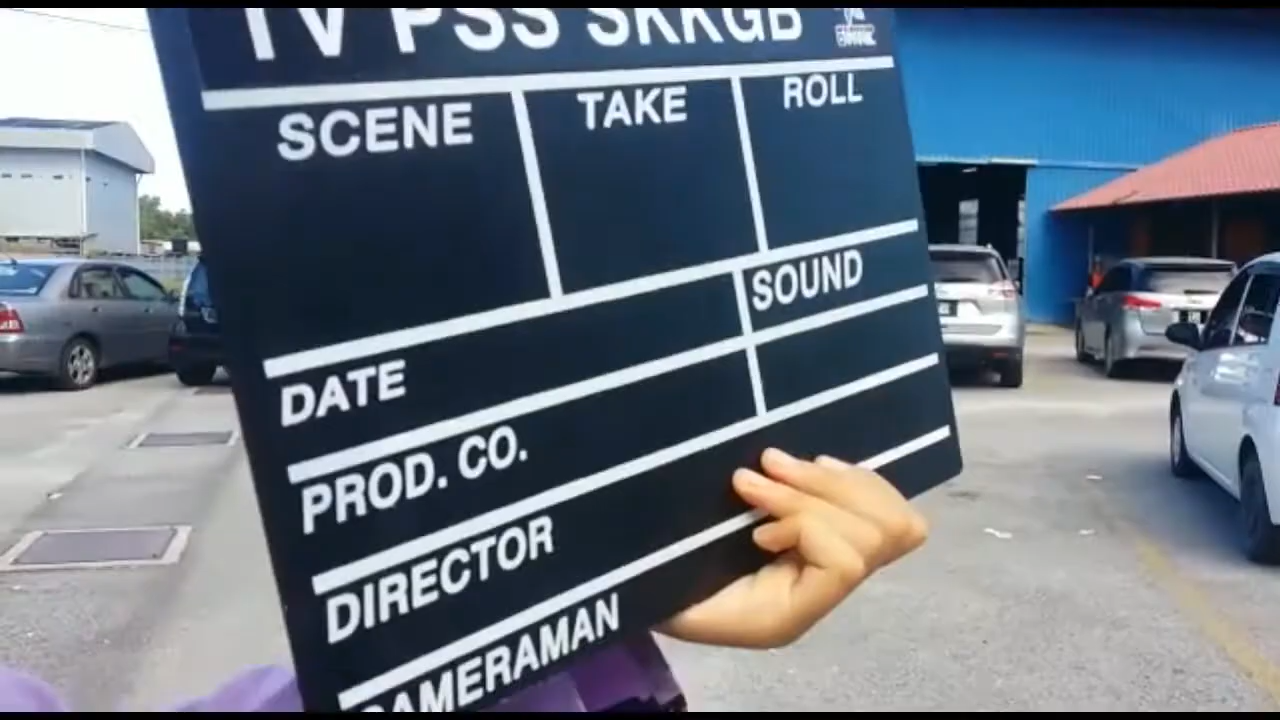 TV PSS SKKGB
SCENE TAKE ROLL
SOUND
DATE
PROD. CO.
DIRECTOR
CAMERAMAN